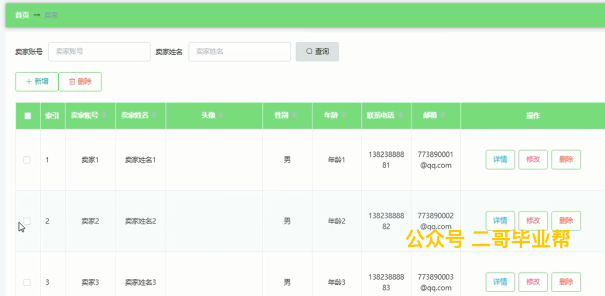 首页 → 卖家
卖家账号 卖家账号 卖家姓名 卖家姓名 查询
+ 新增 删除
索引 卖家账号 卖家姓名 头像 性别 年龄 联系电话 邮箱 操作
1 卖家1 卖家姓名1 男 年龄1 13823888881 773890001@qq.com 详情 修改 删除
2 卖家2 卖家姓名2 男 年龄2 13823888882 773890002@qq.com 详情 修改 删除
公众号 二哥毕业帮
3 卖家3 卖家姓名3 男 年龄3 13823888883 773890003@qq.com 详情 修改 删除